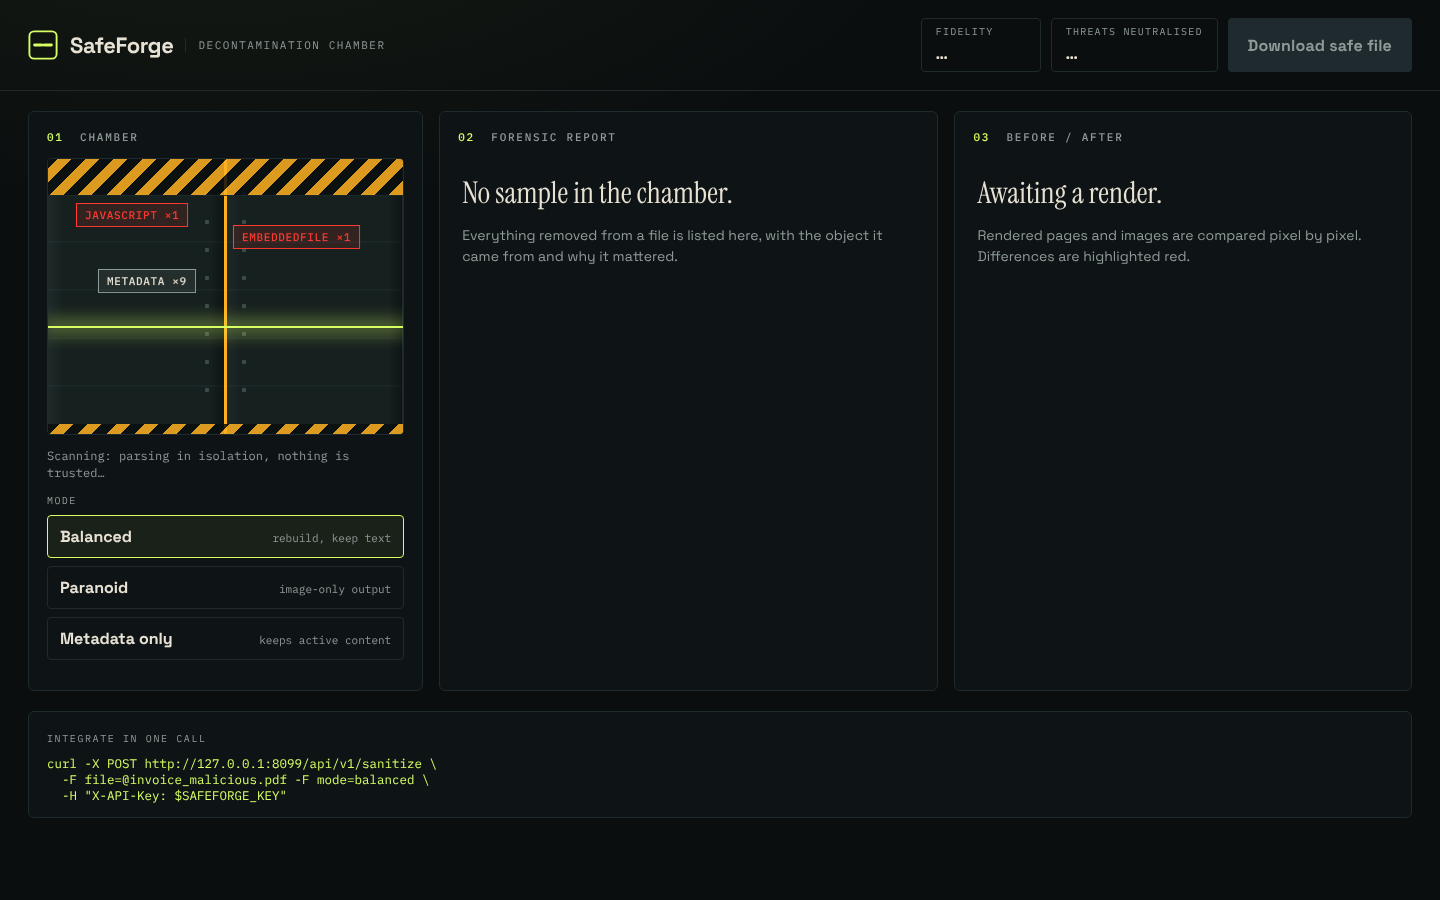 SafeForge
DECONTAMINATION CHAMBER
FIDELITY
…
THREATS NEUTRALISED
…
Download safe file
01 CHAMBER
JAVASCRIPT ×1
EMBEDDEDFILE ×1
METADATA ×9
Scanning: parsing in isolation, nothing is
trusted…
MODE
Balanced
rebuild, keep text
Paranoid
image-only output
Metadata only
keeps active content
02 FORENSIC REPORT
No sample in the chamber.
Everything removed from a file is listed here, with the object it
came from and why it mattered.
03 BEFORE / AFTER
Awaiting a render.
Rendered pages and images are compared pixel by pixel.
Differences are highlighted red.
INTEGRATE IN ONE CALL
curl -X POST http://127.0.0.1:8099/api/v1/sanitize \
-F file=@invoice_malicious.pdf -F mode=balanced \
-H "X-API-Key: $SAFEFORGE_KEY"